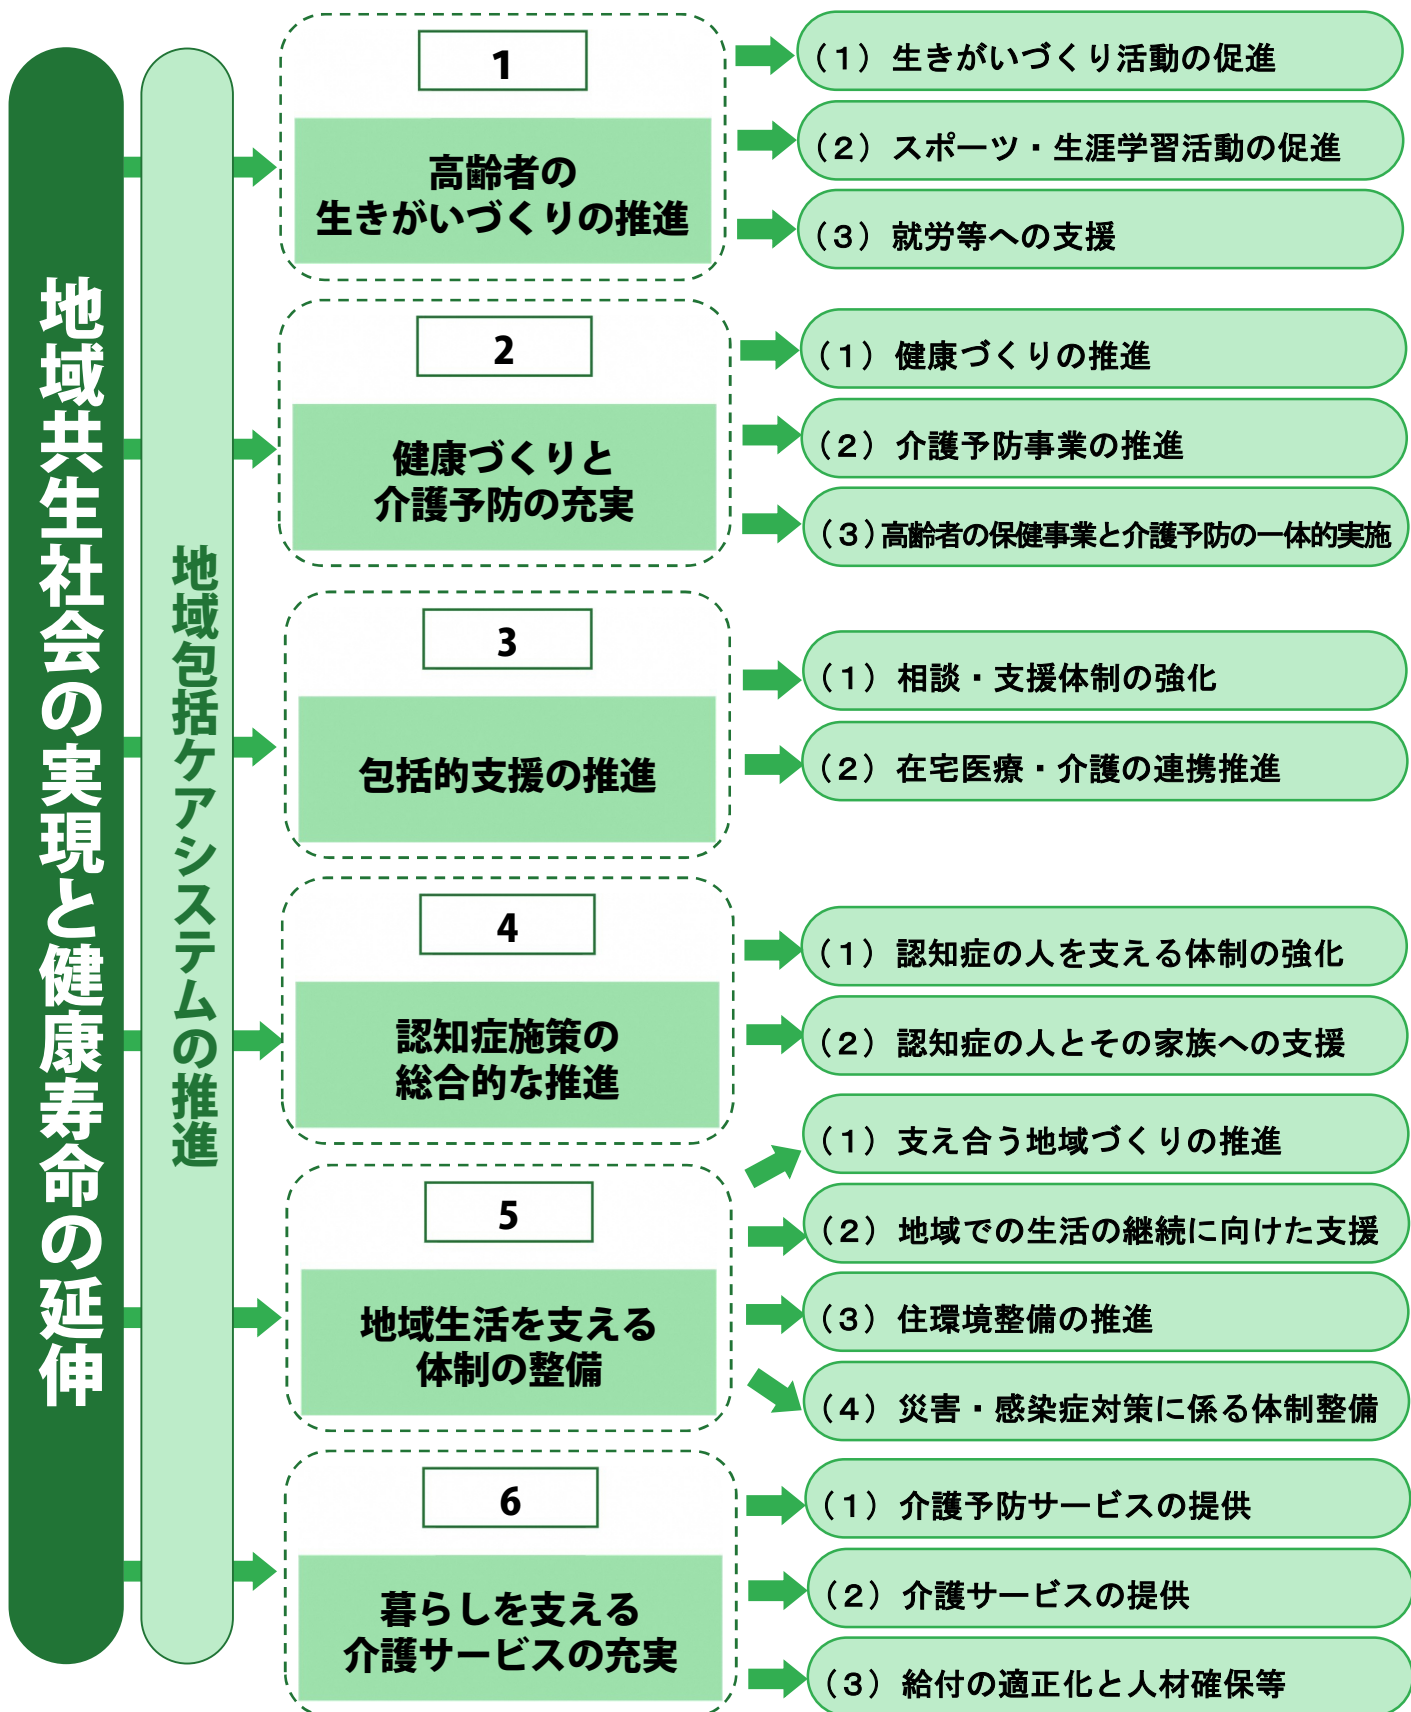 地域共生社会の実現と健康寿命の延伸
地域包括ケアシステムの推進
1
高齢者の
生きがいづくりの推進
（1）生きがいづくり活動の促進
（2）スポーツ・生涯学習活動の促進
（3）就労等への支援
2
健康づくりと
介護予防の充実
（1）健康づくりの推進
（2）介護予防事業の推進
（3）高齢者の保健事業と介護予防の一体的実施
3
包括的支援の推進
（1）相談・支援体制の強化
（2）在宅医療・介護の連携推進
4
認知症施策の
総合的な推進
（1）認知症の人を支える体制の強化
（2）認知症の人とその家族への支援
5
地域生活を支える
体制の整備
（1）支え合う地域づくりの推進
（2）地域での生活の継続に向けた支援
（3）住環境整備の推進
（4）災害・感染症対策に係る体制整備
6
暮らしを支える
介護サービスの充実
（1）介護予防サービスの提供
（2）介護サービスの提供
（3）給付の適正化と人材確保等